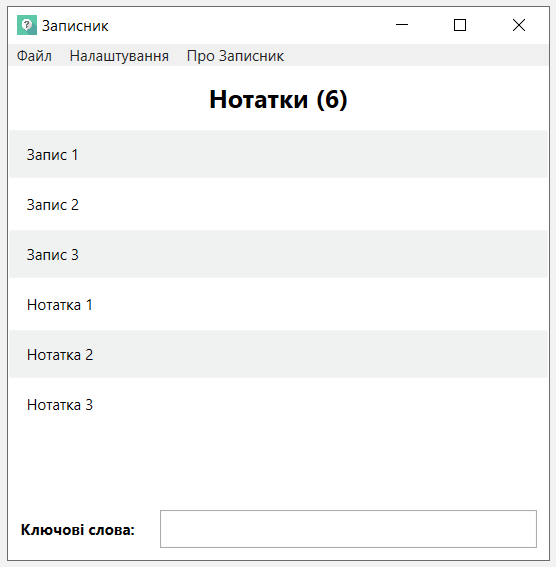 Записник
Файл Налаштування Про Записник
Нотатки (6)
Запис 1
Запис 2
Запис 3
Нотатка 1
Нотатка 2
Нотатка 3
Ключові слова: